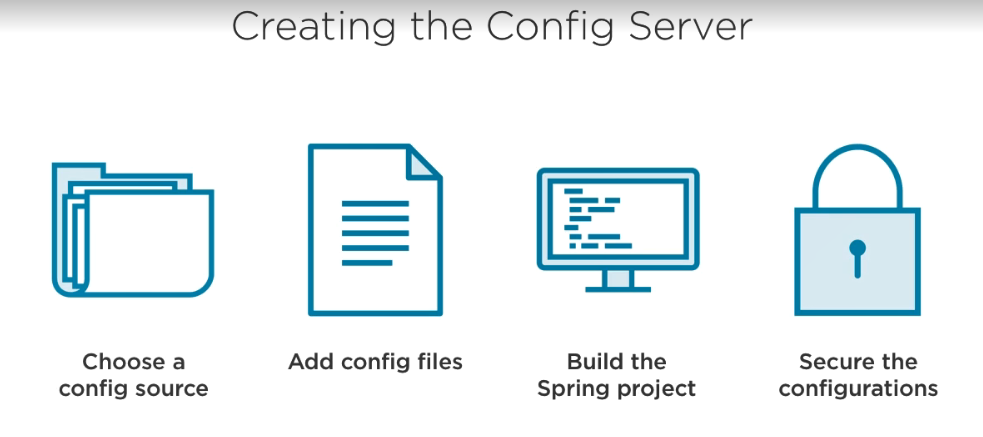 Creating the Config Server
Choose a
config source
Add config files
Build the
Spring project
Secure the
configurations